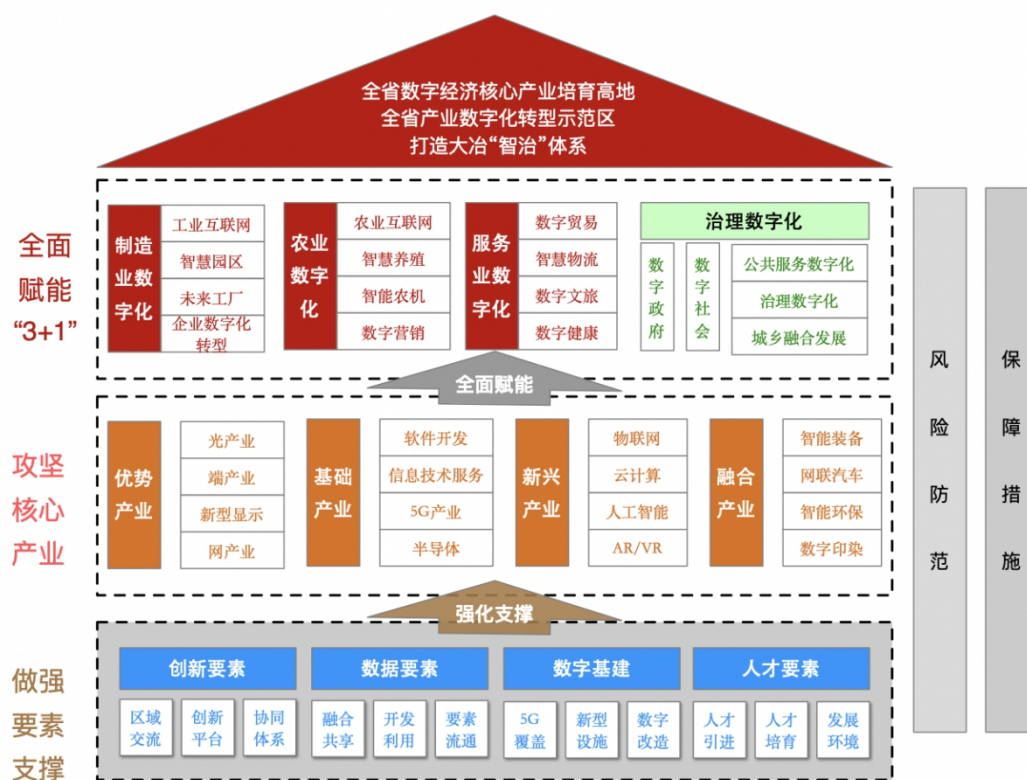 全省数字经济核心产业培育高地
全省产业数字化转型示范区
打造大冶“智治”体系
全面
赋能
“3+1”
制造
业数
字化
工业互联网
智慧园区
未来工厂
企业数字化
转型
农业
数字
化
农业互联网
智慧养殖
智能农机
数字营销
服务
业数
字化
数字贸易
智慧物流
数字文旅
数字健康
治理数字化
数字政府
数字社会
公共服务数字化
治理数字化
城乡融合发展
全面赋能
攻坚
核心
产业
优势
产业
光产业
端产业
新型显示
网产业
基础
产业
软件开发
信息技术服务
5G产业
半导体
新兴
产业
物联网
云计算
人工智能
AR/VR
融合
产业
智能装备
网联汽车
智能环保
数字印染
强化支撑
做强
要素
支撑
创新要素
区域
交流
创新
平台
协同
体系
数据要素
融合
共享
开发
利用
要素
流通
数字基建
5G
覆盖
新型
设施
数字
改造
人才要素
人才
引进
人才
培育
发展
环境
风险防范
保障措施